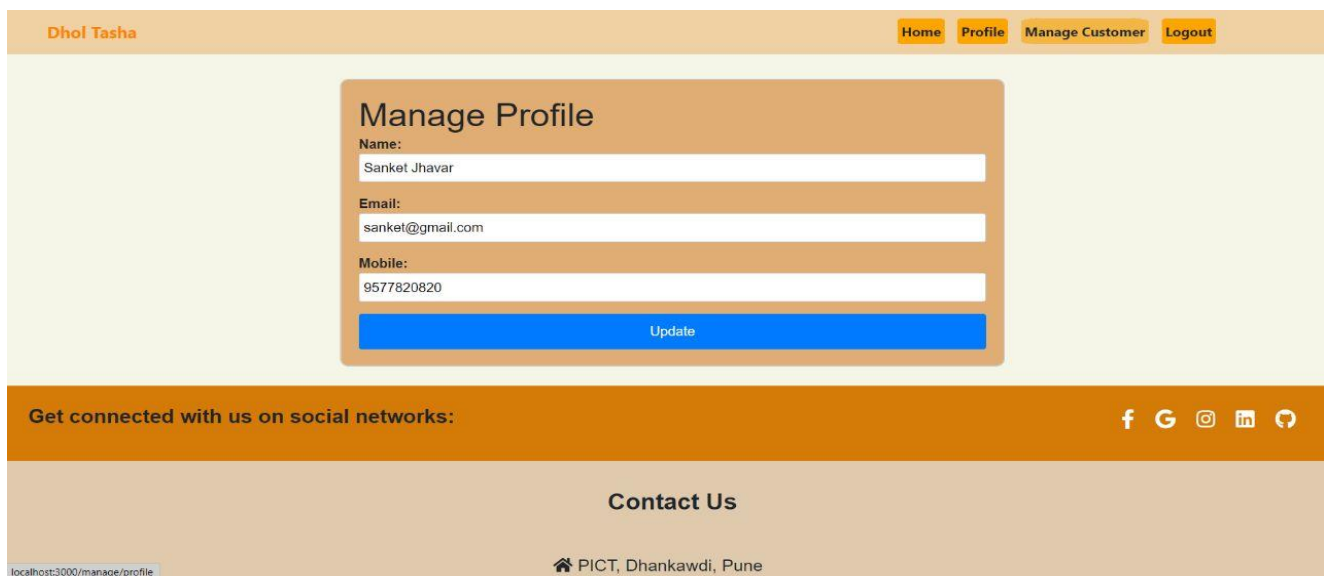 Dhol Tasha Home Profile Manage Customer Logout
Manage Profile
Name:
Sanket Jhavar
Email:
sanket@gmail.com
Mobile:
9577820820
Update
Get connected with us on social networks:
Contact Us
PICT, Dhankawdi, Pune
localhost:3000/manage/profile